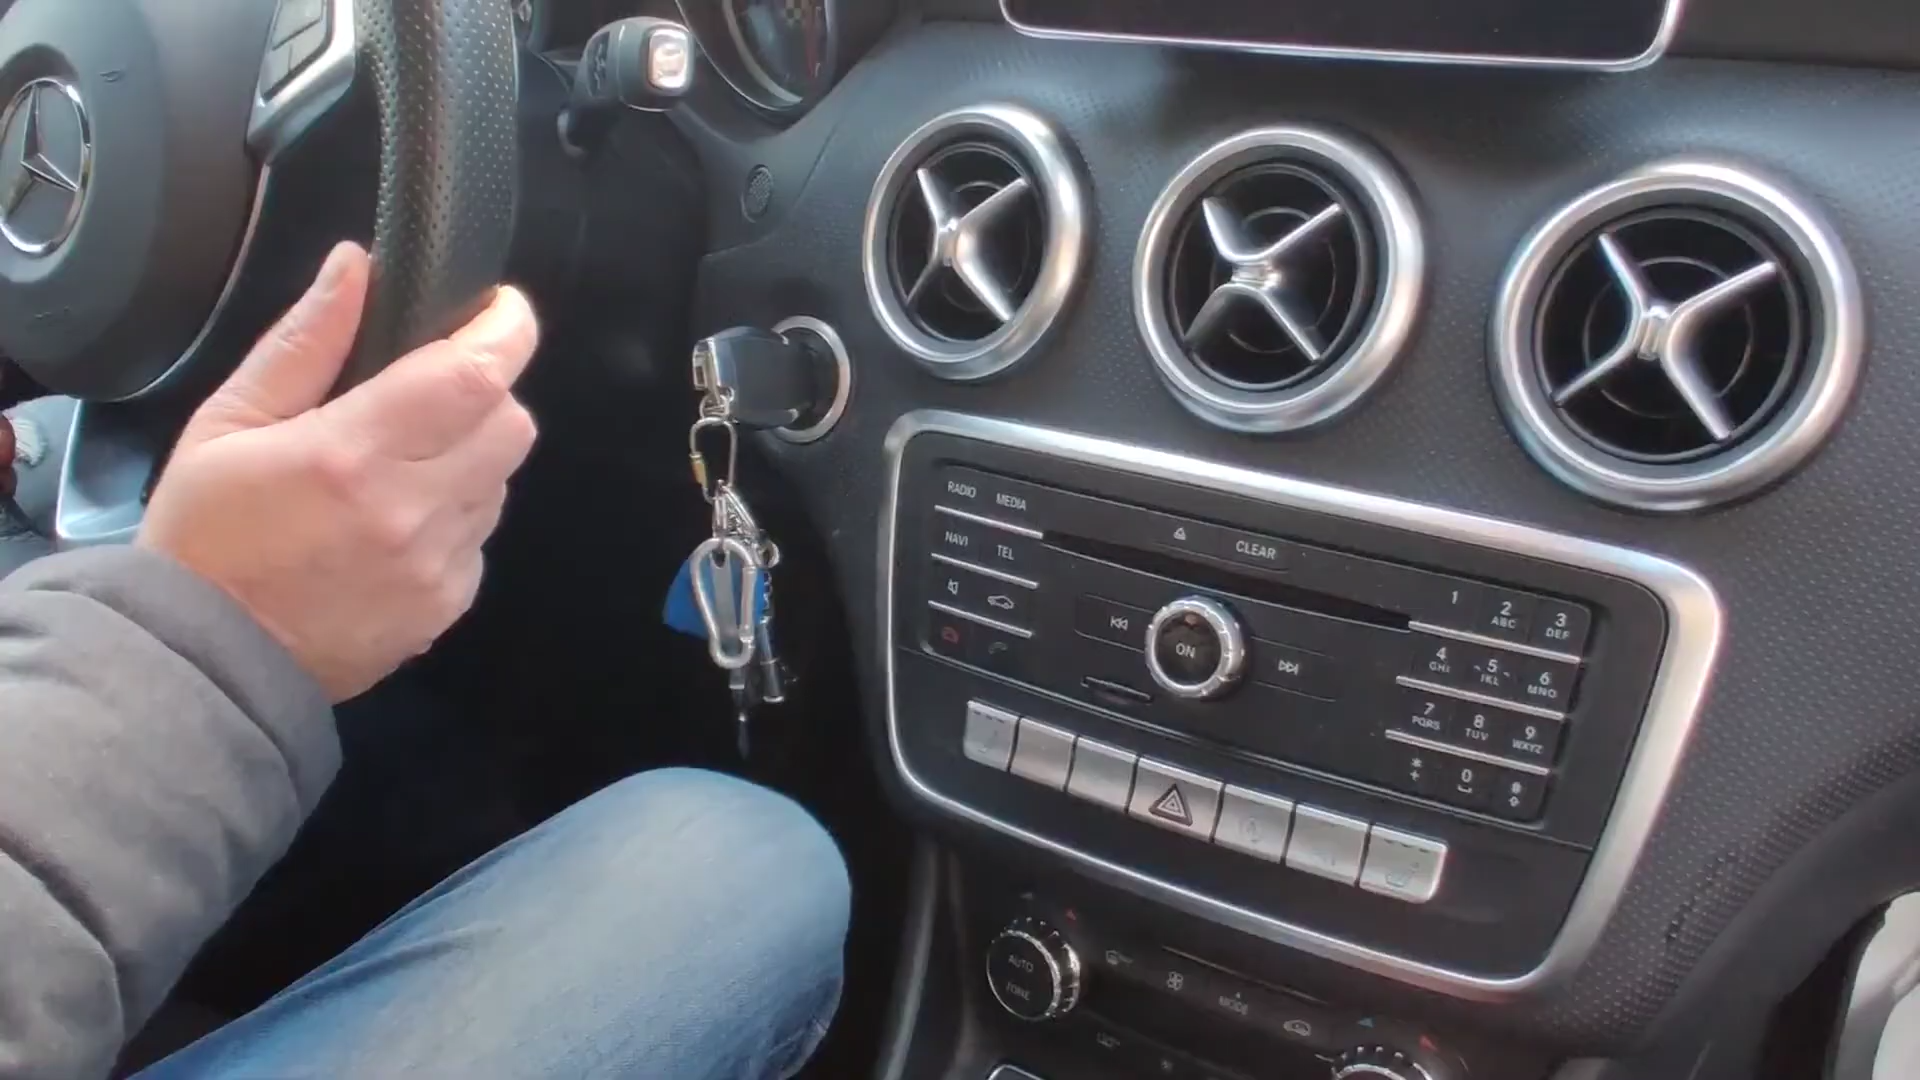 RADIO MEDIA
CLEAR
NAVI TEL
ON
1 2 ABC 3 DEF
4 GHI 5 JKL 6 MNO
7 PQRS 8 TUV 9 WXYZ
* + 0 #
AUTO
MODE